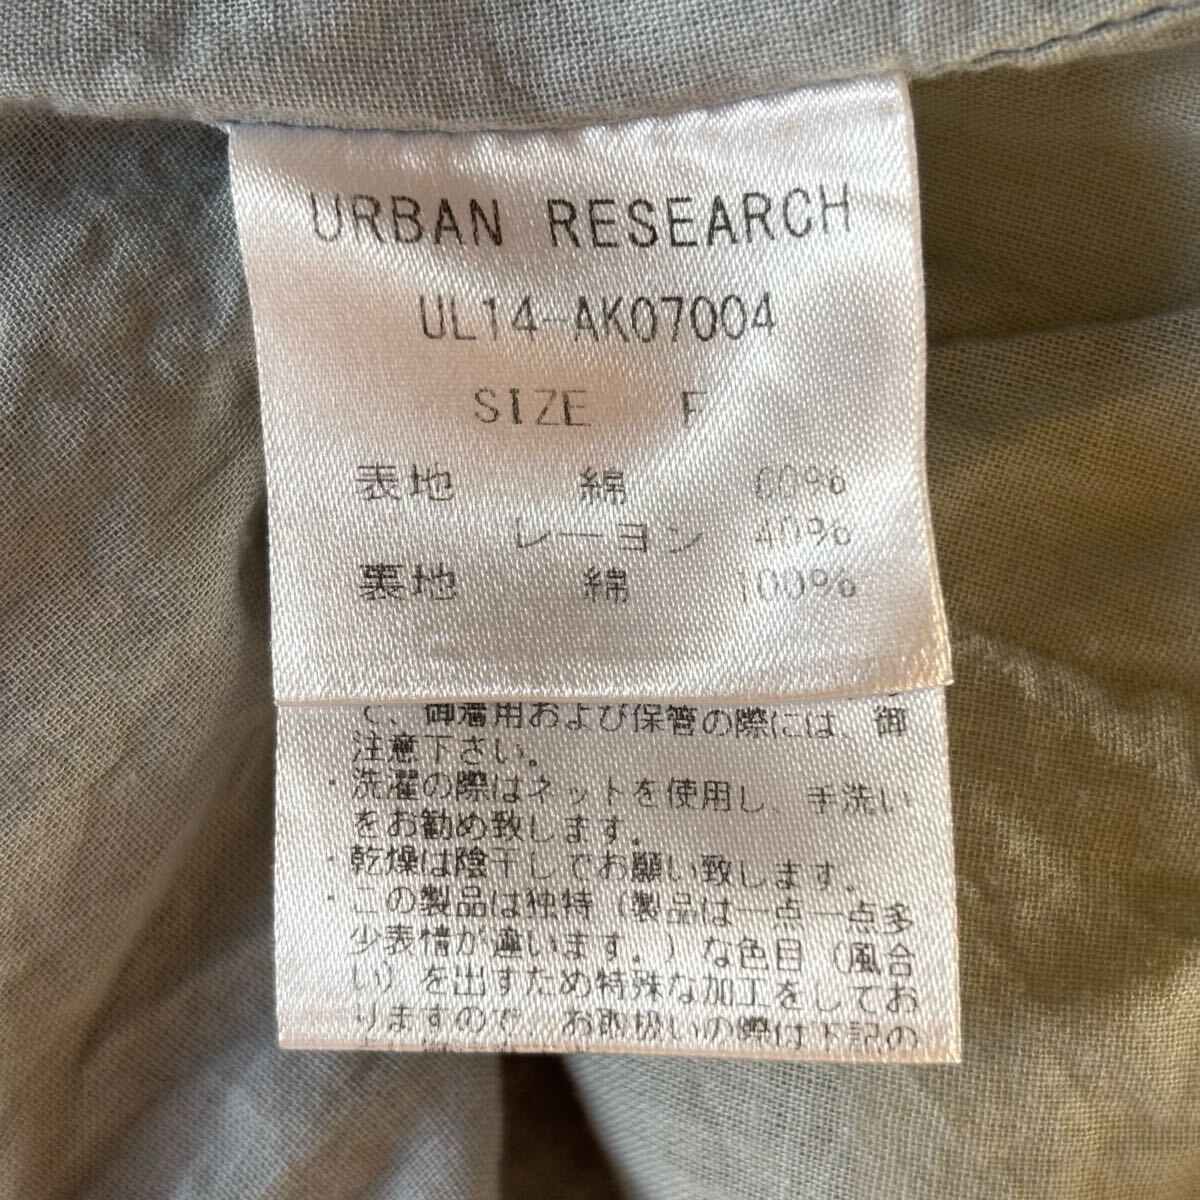 URBAN RESEARCH
UL14-AK07004
SIZE F
表地 綿 60%
レーヨン 40%
裏地 綿 100%
で、御着用および保管の際には、御
注意下さい。
・洗濯の際はネットを使用し、手洗い
をお勧め致します。
・乾燥は陰干しでお願い致します。
・この製品は独特（製品は一点一点多
少表情が違います。）な色目（風合
い）を出すため特殊な加工をしてお
りますので、お取扱いの際は下記の